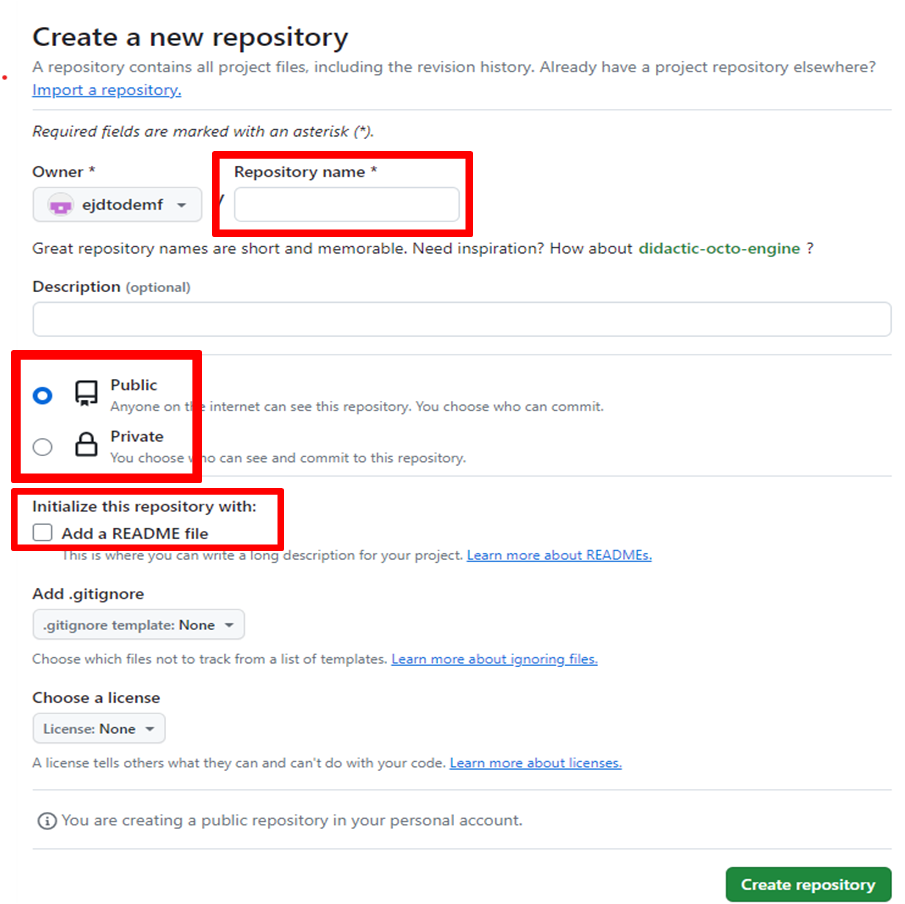 Create a new repository
A repository contains all project files, including the revision history. Already have a project repository elsewhere?
Import a repository.
Required fields are marked with an asterisk (*).
Owner *
Repository name *
ejdtodemf
/
Great repository names are short and memorable. Need inspiration? How about didactic-octo-engine ?
Description (optional)
Public
Anyone on the internet can see this repository. You choose who can commit.
Private
You choose who can see and commit to this repository.
Initialize this repository with:
Add a README file
This is where you can write a long description for your project. Learn more about READMEs.
Add .gitignore
.gitignore template: None
Choose which files not to track from a list of templates. Learn more about ignoring files.
Choose a license
License: None
A license tells others what they can and can't do with your code. Learn more about licenses.
You are creating a public repository in your personal account.
Create repository